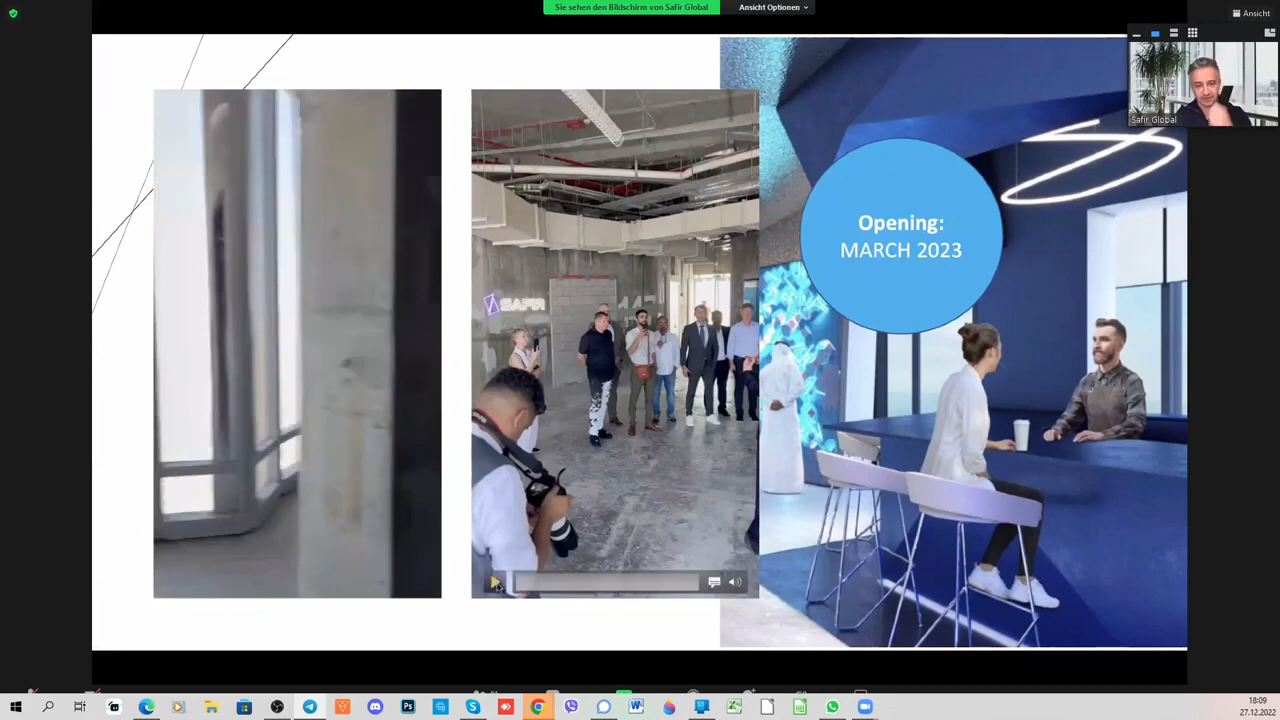 Sie sehen den Bildschirm von Safir Global
Ansicht Optionen
Ansicht
Safir Global
Opening:
MARCH 2023
SAFIR
18:09
27.12.2022